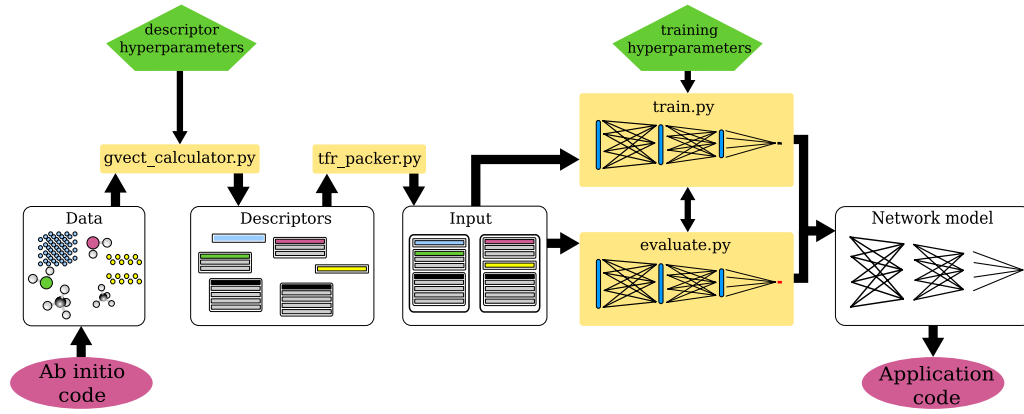 descriptor
hyperparameters
training
hyperparameters
train.py
gvect_calculator.py
tfr_packer.py
Data
Descriptors
Input
evaluate.py
Network model
Ab initio
code
Application
code